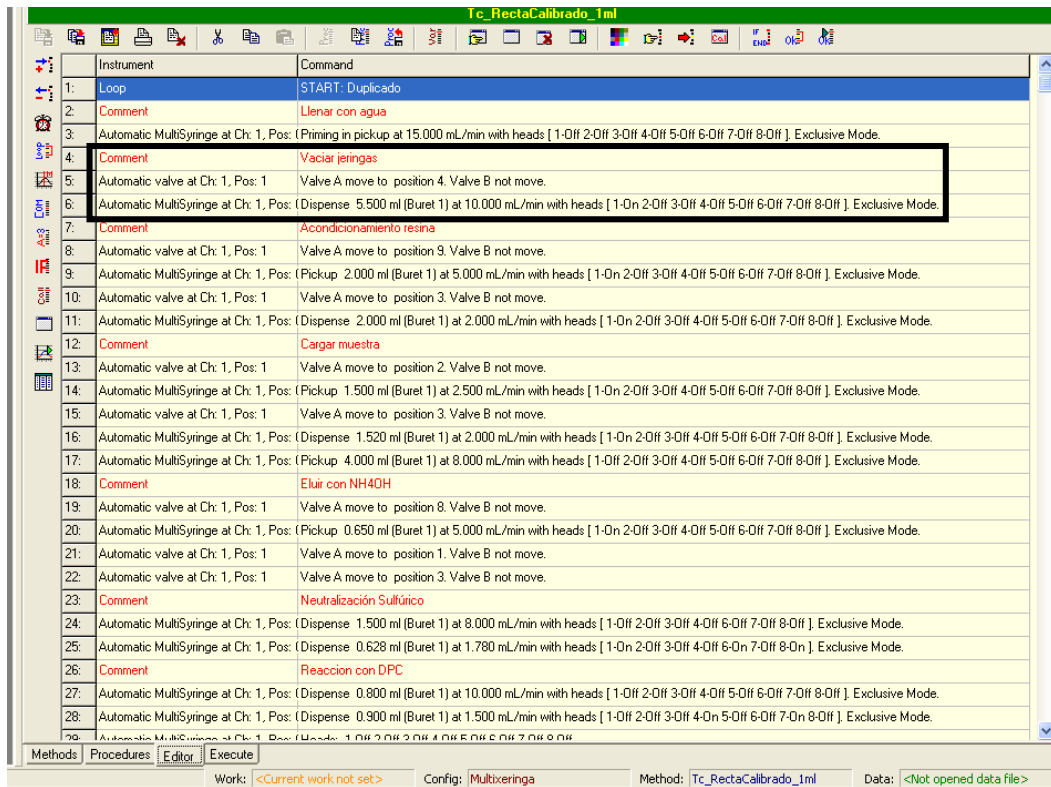 Tc_RectaCalibrado_1ml
Instrument Command
1: Loop START: Duplicado
2: Comment Llenar con agua
3: Automatic MultiSyringe at Ch: 1, Pos: ( Priming in pickup at 15.000 mL/min with heads [ 1-Off 2-Off 3-Off 4-Off 5-Off 6-Off 7-Off 8-Off ]. Exclusive Mode.
4: Comment Vaciar jeringas
5: Automatic valve at Ch: 1, Pos: 1 Valve A move to position 4. Valve B not move.
6: Automatic MultiSyringe at Ch: 1, Pos: ( Dispense 5.500 ml (Buret 1) at 10.000 mL/min with heads [ 1-On 2-Off 3-Off 4-Off 5-Off 6-Off 7-Off 8-Off ]. Exclusive Mode.
7: Comment Acondicionamiento resina
8: Automatic valve at Ch: 1, Pos: 1 Valve A move to position 9. Valve B not move.
9: Automatic MultiSyringe at Ch: 1, Pos: ( Pickup 2.000 ml (Buret 1) at 5.000 mL/min with heads [ 1-On 2-Off 3-Off 4-Off 5-Off 6-Off 7-Off 8-Off ]. Exclusive Mode.
10: Automatic valve at Ch: 1, Pos: 1 Valve A move to position 3. Valve B not move.
11: Automatic MultiSyringe at Ch: 1, Pos: ( Dispense 2.000 ml (Buret 1) at 2.000 mL/min with heads [ 1-On 2-Off 3-Off 4-Off 5-Off 6-Off 7-Off 8-Off ]. Exclusive Mode.
12: Comment Cargar muestra
13: Automatic valve at Ch: 1, Pos: 1 Valve A move to position 2. Valve B not move.
14: Automatic MultiSyringe at Ch: 1, Pos: ( Pickup 1.500 ml (Buret 1) at 2.500 mL/min with heads [ 1-On 2-Off 3-Off 4-Off 5-Off 6-Off 7-Off 8-Off ]. Exclusive Mode.
15: Automatic valve at Ch: 1, Pos: 1 Valve A move to position 3. Valve B not move.
16: Automatic MultiSyringe at Ch: 1, Pos: ( Dispense 1.520 ml (Buret 1) at 2.000 mL/min with heads [ 1-On 2-Off 3-Off 4-Off 5-Off 6-Off 7-Off 8-Off ]. Exclusive Mode.
17: Automatic MultiSyringe at Ch: 1, Pos: ( Pickup 4.000 ml (Buret 1) at 8.000 mL/min with heads [ 1-Off 2-Off 3-Off 4-Off 5-Off 6-Off 7-Off 8-Off ]. Exclusive Mode.
18: Comment Eluir con NH4OH
19: Automatic valve at Ch: 1, Pos: 1 Valve A move to position 8. Valve B not move.
20: Automatic MultiSyringe at Ch: 1, Pos: ( Pickup 0.650 ml (Buret 1) at 5.000 mL/min with heads [ 1-On 2-Off 3-Off 4-Off 5-Off 6-Off 7-Off 8-Off ]. Exclusive Mode.
21: Automatic valve at Ch: 1, Pos: 1 Valve A move to position 1. Valve B not move.
22: Automatic valve at Ch: 1, Pos: 1 Valve A move to position 3. Valve B not move.
23: Comment Neutralización Sulfúrico
24: Automatic MultiSyringe at Ch: 1, Pos: ( Dispense 1.500 ml (Buret 1) at 8.000 mL/min with heads [ 1-Off 2-Off 3-Off 4-Off 5-Off 6-On 7-Off 8-Off ]. Exclusive Mode.
25: Automatic MultiSyringe at Ch: 1, Pos: ( Dispense 0.628 ml (Buret 1) at 1.780 mL/min with heads [ 1-On 2-Off 3-Off 4-Off 5-Off 6-On 7-Off 8-On ]. Exclusive Mode.
26: Comment Reaccion con DPC
27: Automatic MultiSyringe at Ch: 1, Pos: ( Dispense 0.800 ml (Buret 1) at 10.000 mL/min with heads [ 1-Off 2-Off 3-Off 4-Off 5-Off 6-Off 7-Off 8-Off ]. Exclusive Mode.
28: Automatic MultiSyringe at Ch: 1, Pos: ( Dispense 0.900 ml (Buret 1) at 1.500 mL/min with heads [ 1-Off 2-Off 3-Off 4-On 5-Off 6-Off 7-On 8-Off ]. Exclusive Mode.
29: Automatic MultiSyringe at Ch: 1, Pos: ( Heads: 1-Off 2-Off 3-Off 4-Off 5-Off 6-Off 7-Off 8-Off
Methods Procedures Editor Execute
Work: <Current work not set> Config: Multixeringa Method: Tc_RectaCalibrado_1ml Data: <Not opened data file>